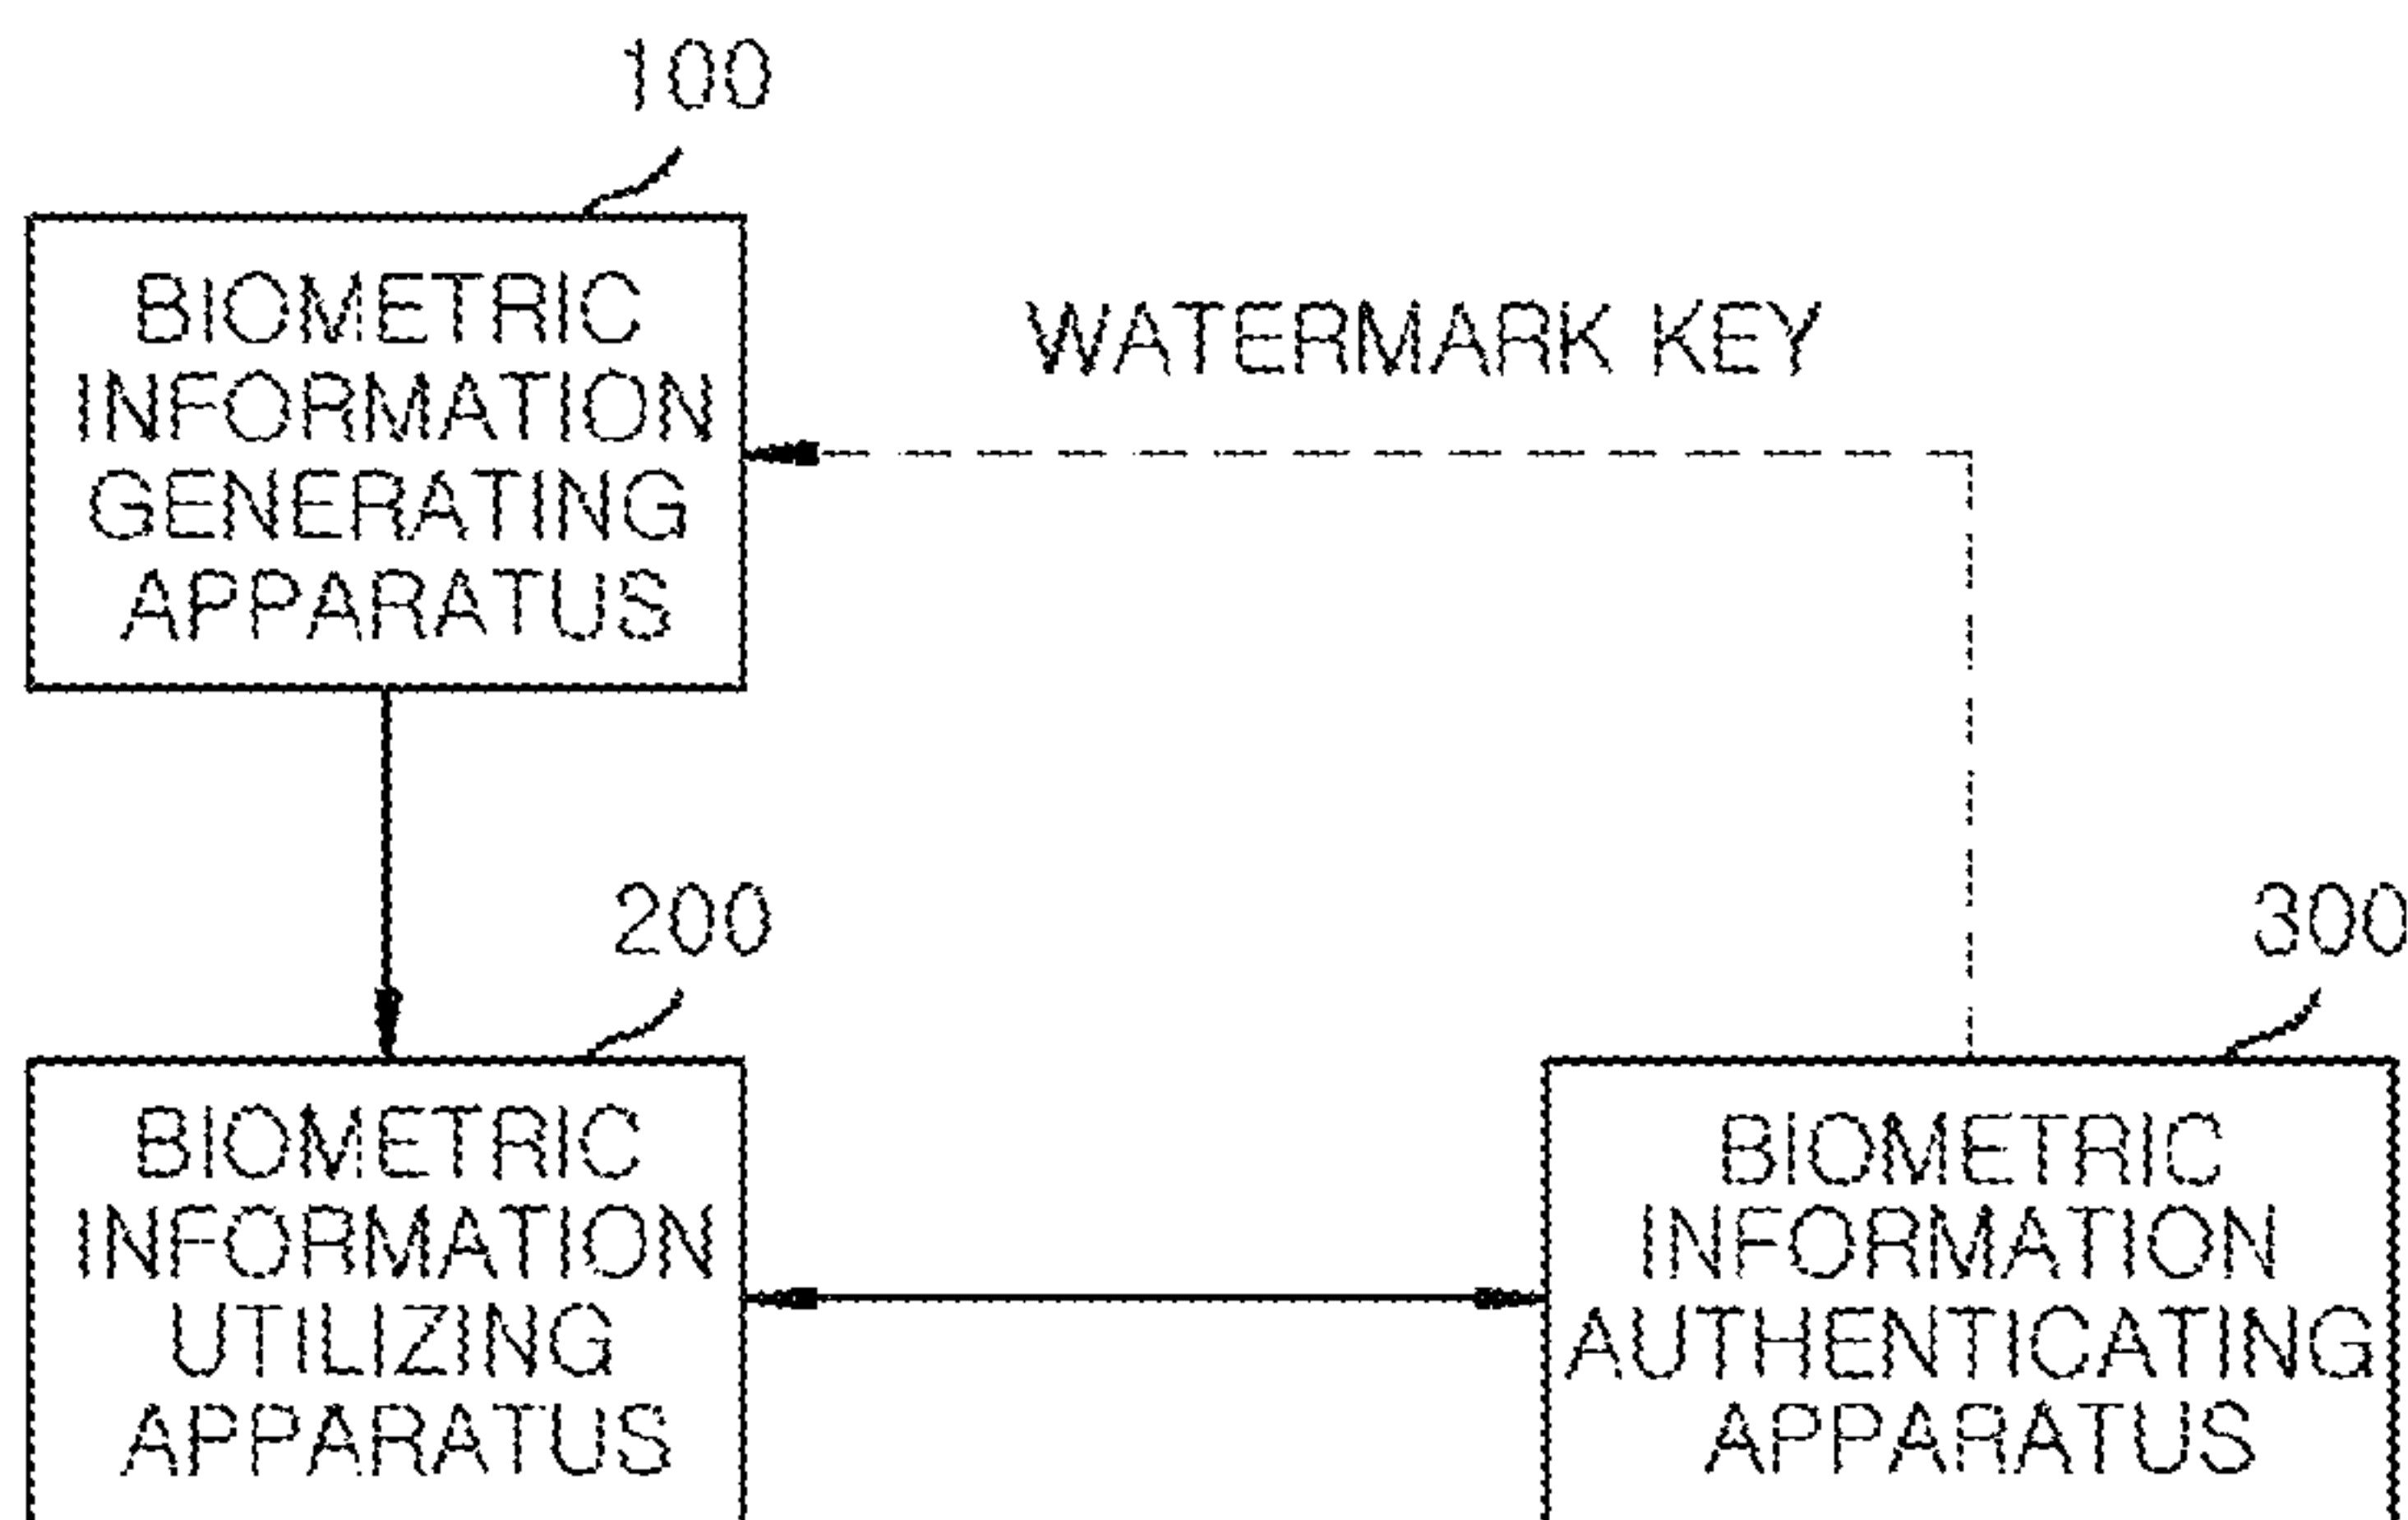 100
BIOMETRIC
INFORMATION
GENERATING
APPARATUS
WATERMARK KEY
200
BIOMETRIC
INFORMATION
UTILIZING
APPARATUS
300
BIOMETRIC
INFORMATION
AUTHENTICATING
APPARATUS